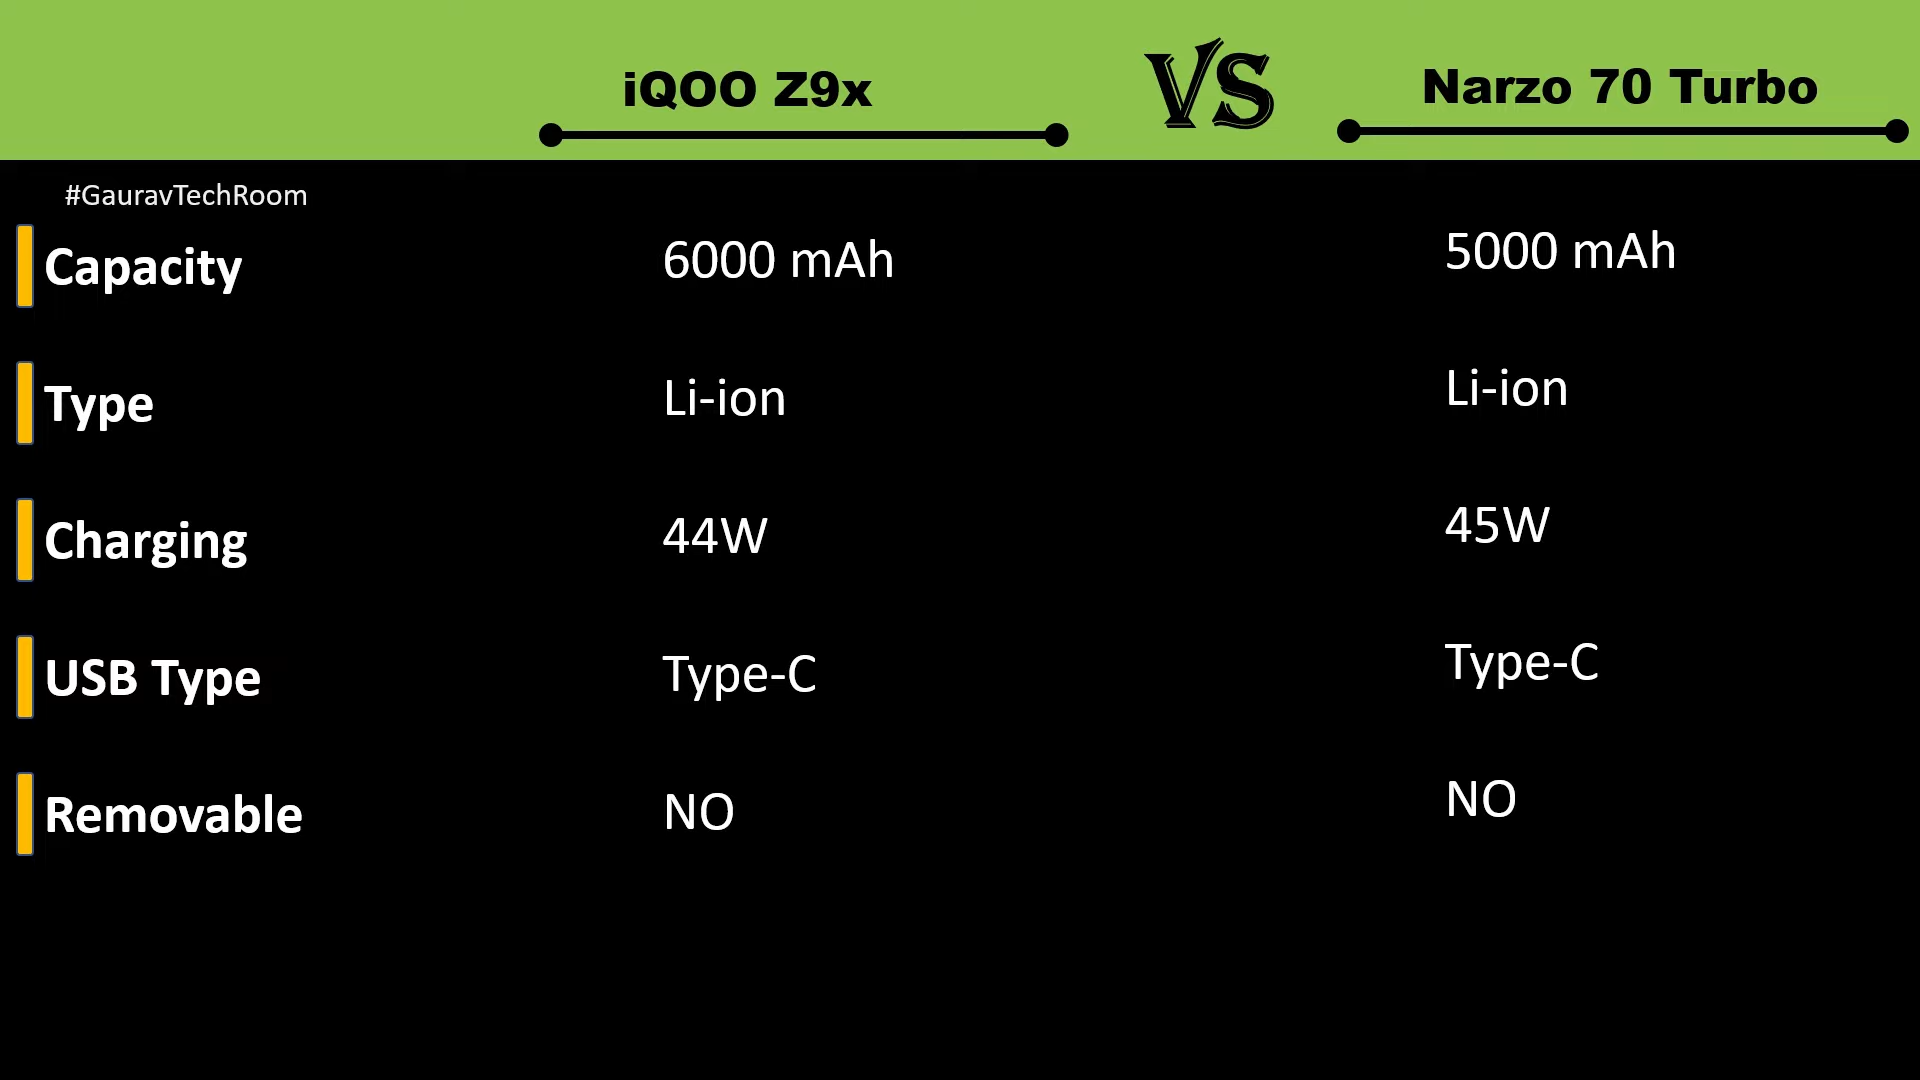 iQOO Z9x VS Narzo 70 Turbo
#GauravTechRoom
Capacity 6000 mAh 5000 mAh
Type Li-ion Li-ion
Charging 44W 45W
USB Type Type-C Type-C
Removable NO NO